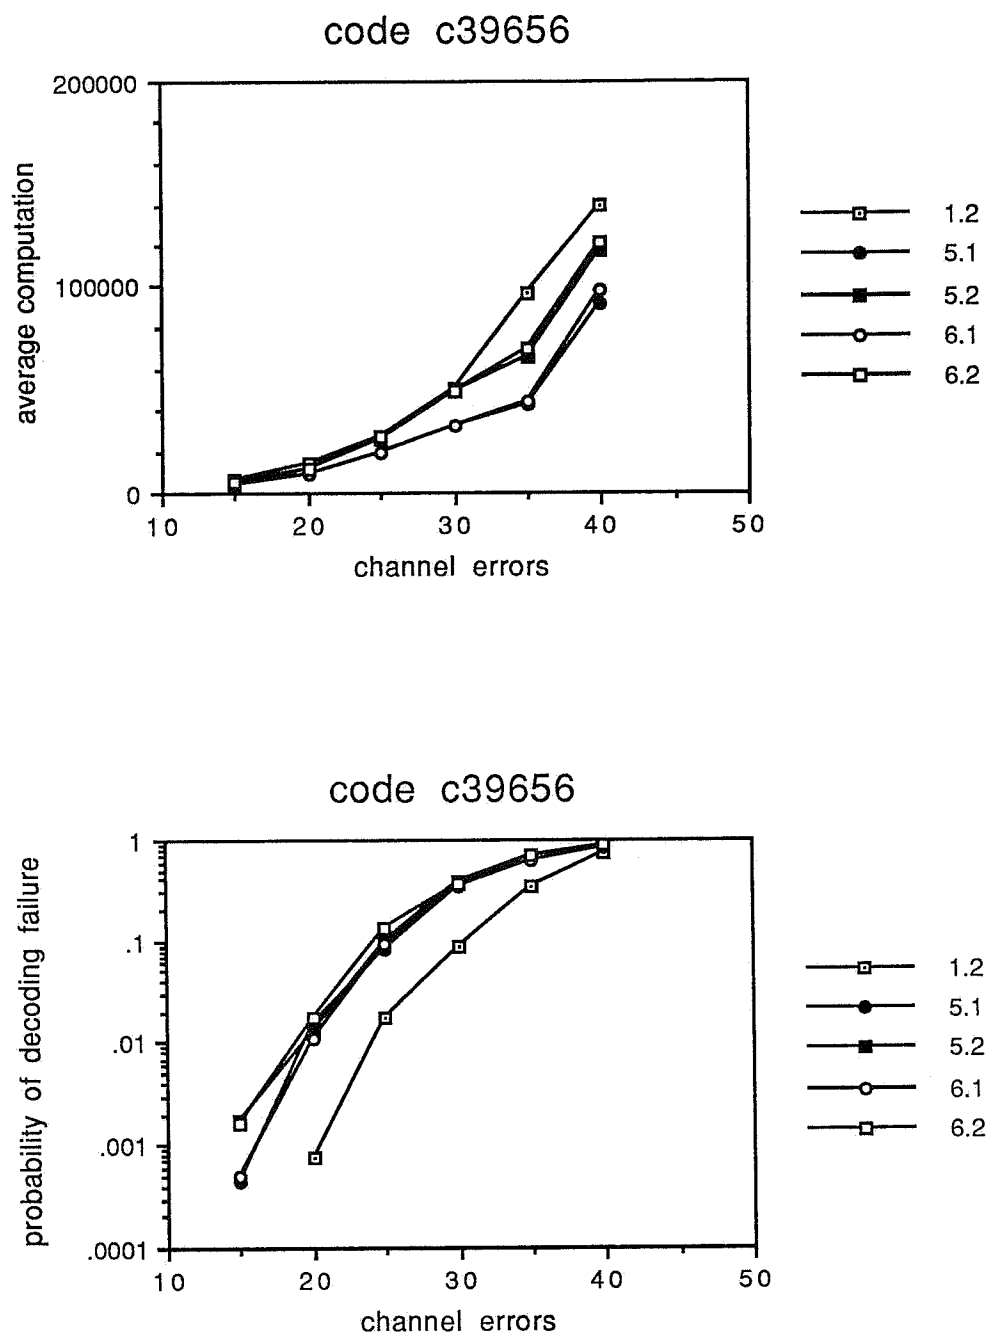 code c39656
200000
100000
0
average computation
10 20 30 40 50
channel errors
1.2
5.1
5.2
6.1
6.2
code c39656
1
.1
.01
.001
.0001
probability of decoding failure
10 20 30 40 50
channel errors
1.2
5.1
5.2
6.1
6.2